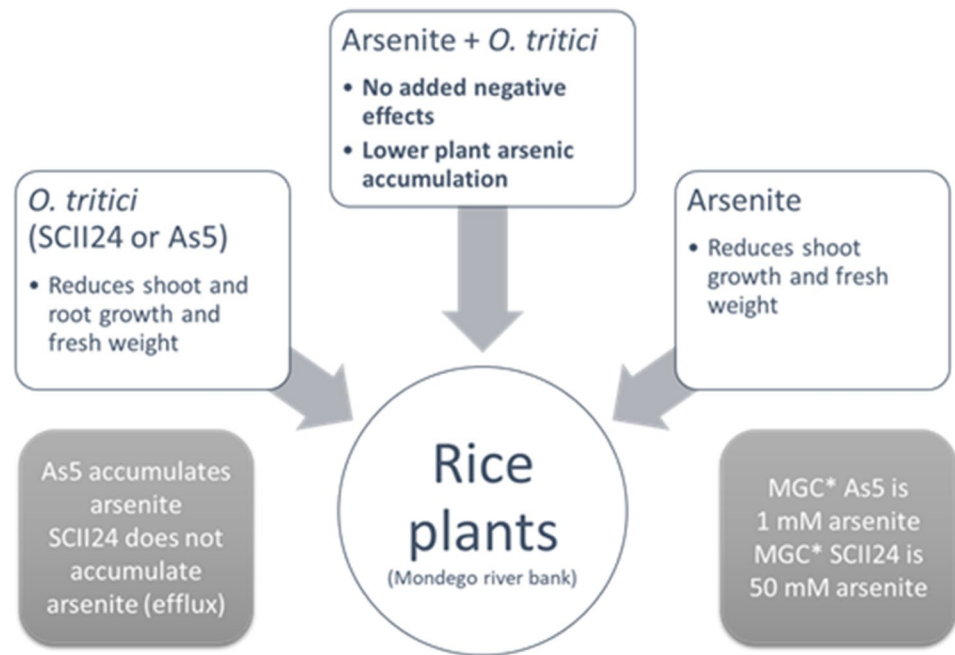 Arsenite + O. tritici
• No added negative
effects
• Lower plant arsenic
accumulation
O. tritici
(SCII24 or As5)
• Reduces shoot and
root growth and
fresh weight
Arsenite
• Reduces shoot
growth and fresh
weight
As5 accumulates
arsenite
SCII24 does not
accumulate
arsenite (efflux)
Rice
plants
(Mondego river bank)
MGC* As5 is
1 mM arsenite
MGC* SCII24 is
50 mM arsenite